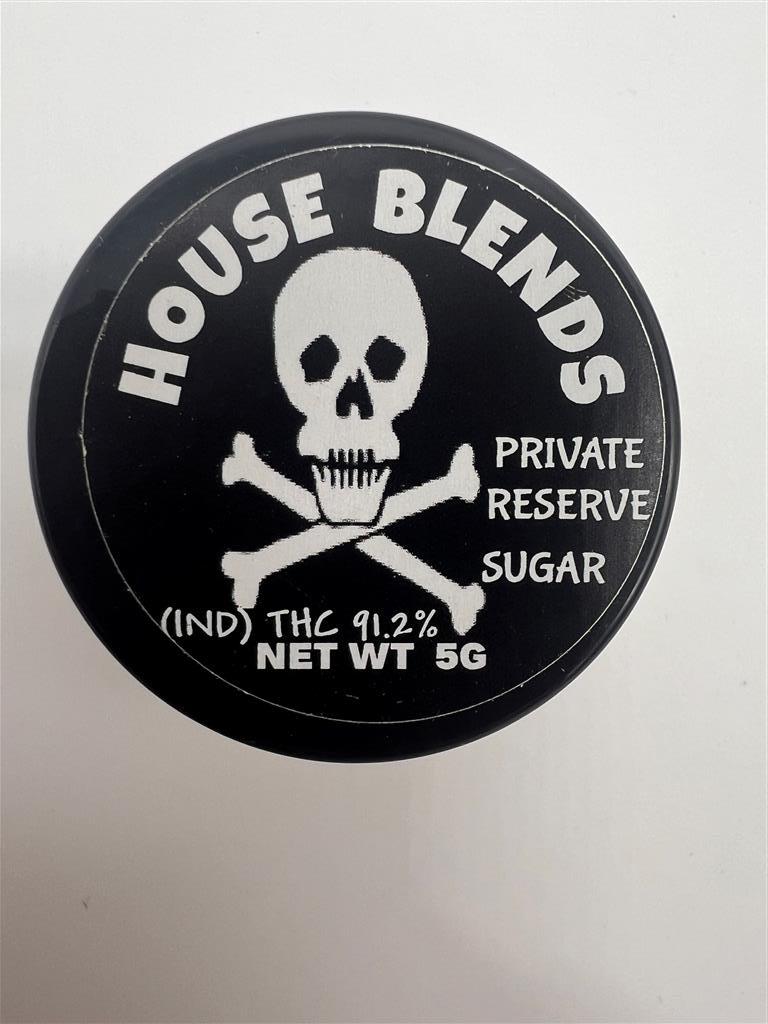 HOUSE BLENDS
PRIVATE
RESERVE
SUGAR
(IND) THC 91.2%
NET WT 5G